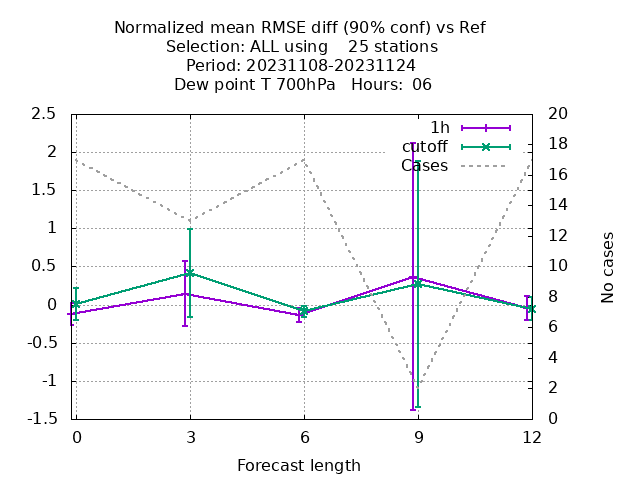 Normalized mean RMSE diff (90% conf) vs Ref
Selection: ALL using    25 stations
Period: 20231108-20231124
Dew point T 700hPa   Hours: 06
2.5
2
1.5
1
0.5
0
-0.5
-1
-1.5
20
18
16
14
12
10
8
6
4
2
0
1h
cutoff
Cases
No cases
0 3 6 9 12
Forecast length